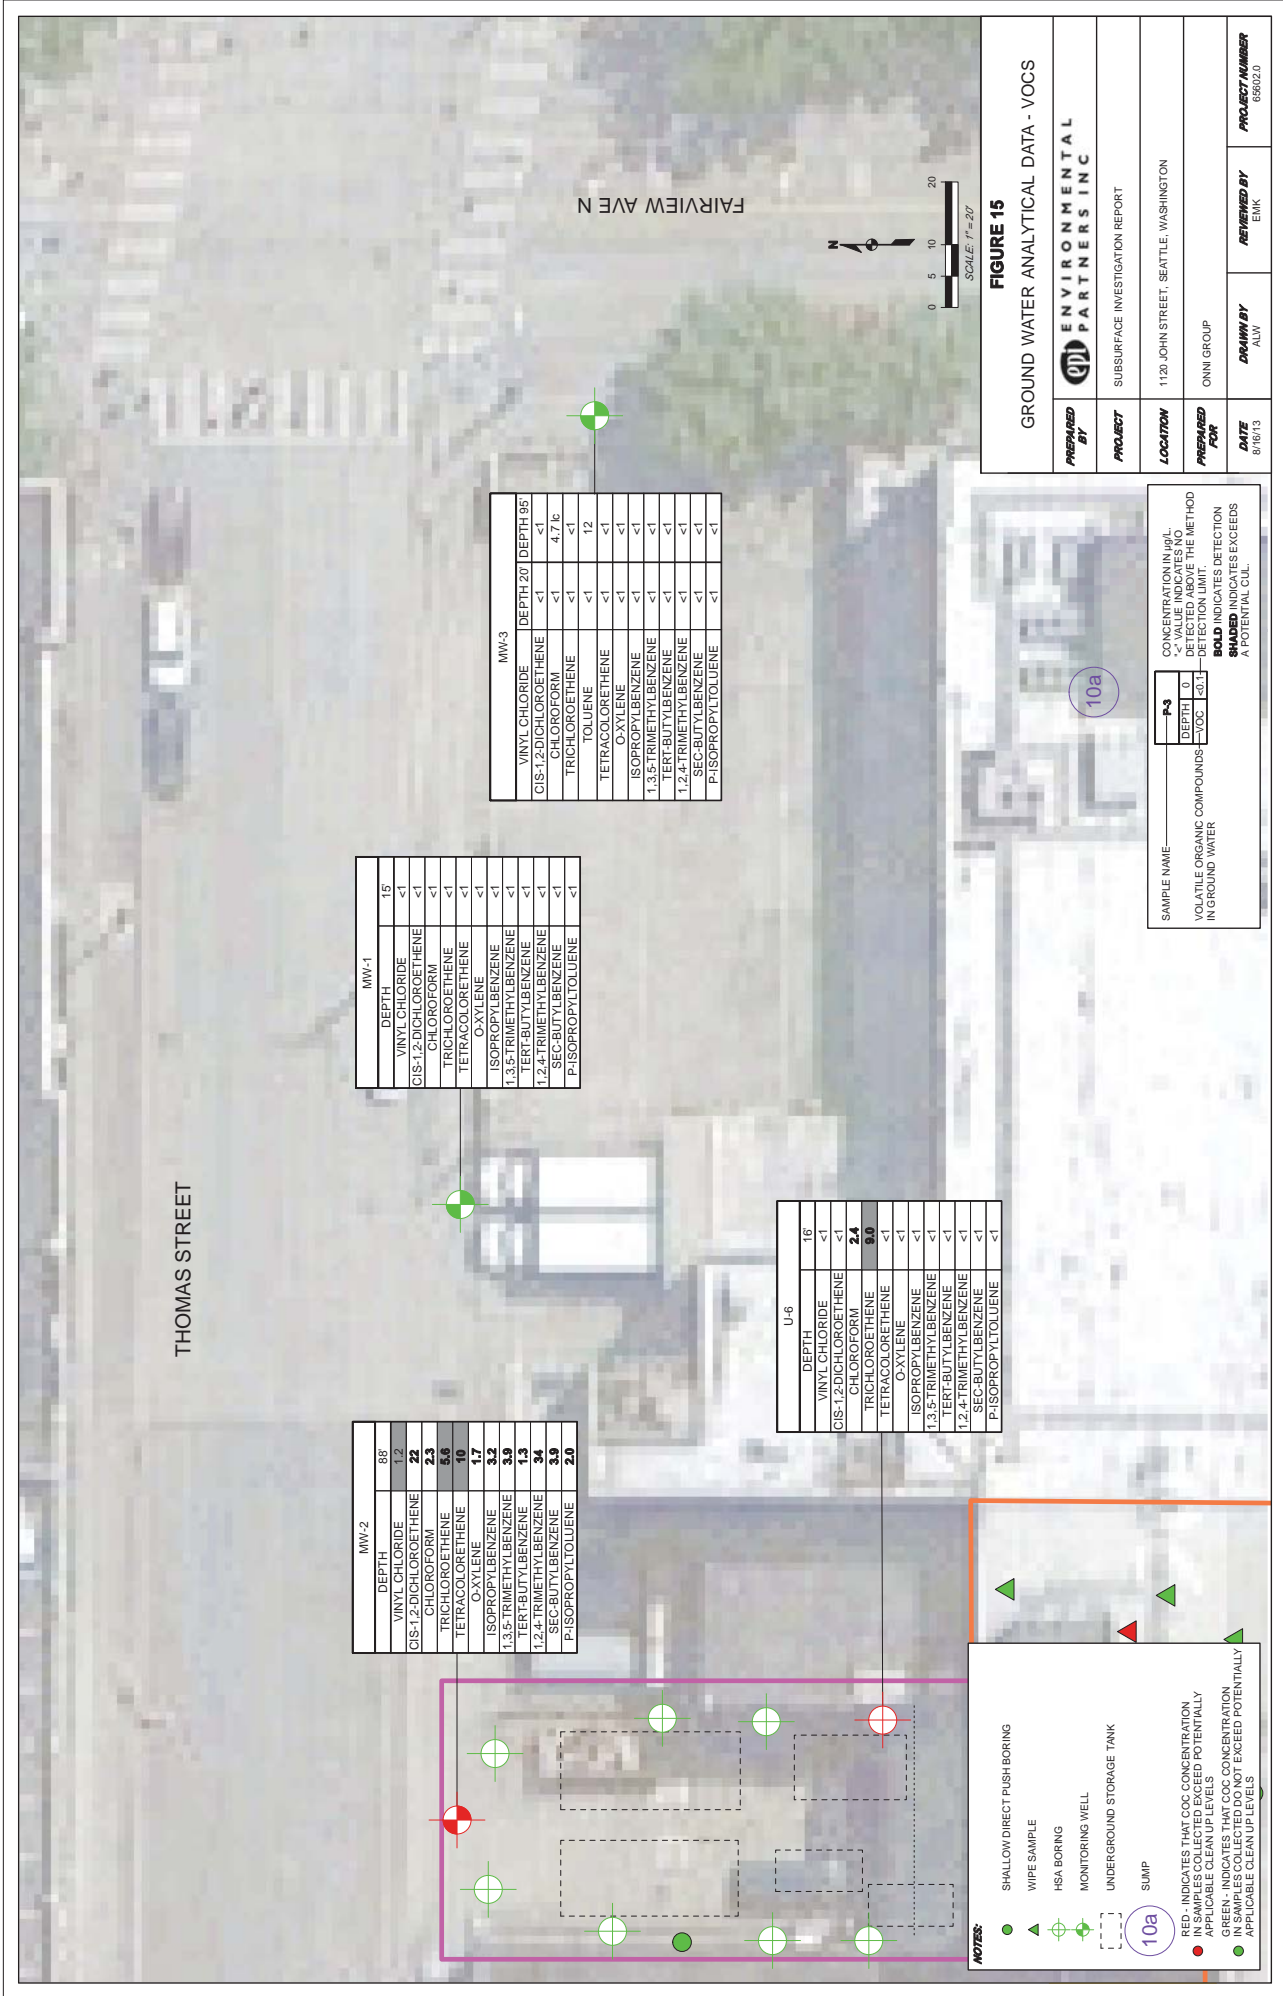 THOMAS STREET
FAIRVIEW AVE N
MW-2
DEPTH 88'
VINYL CHLORIDE 1.2
CIS-1,2-DICHLOROETHENE 22
CHLOROFORM 2.3
TRICHLOROETHENE 5.6
TETRACOLORETHENE 10
O-XYLENE 1.7
ISOPROPYLBENZENE 3.2
1,3,5- TRIMETHYLBENZENE 3.9
TERT-BUTYLBENZENE 1.3
1,2,4-TRIMETHYLBENZENE 34
SEC-BUTYLBENZENE 3.9
P-ISOPROPYLTOLUENE 2.0
MW-1
DEPTH 15'
VINYL CHLORIDE <1
CIS-1,2-DICHLOROETHENE <1
CHLOROFORM <1
TRICHLOROETHENE <1
TETRACOLORETHENE <1
O-XYLENE <1
ISOPROPYLBENZENE <1
1,3,5-TRIMETHYLBENZENE <1
TERT-BUTYLBENZENE <1
1,2,4-TRIMETHYLBENZENE <1
SEC-BUTYLBENZENE <1
P-ISOPROPYLTOLUENE <1
MW-3
DEPTH 20' DEPTH 95'
VINYL CHLORIDE <1 <1
CIS-1,2-DICHLOROETHENE <1 <1
CHLOROFORM <1 4.7 lc
TRICHLOROETHENE <1 <1
TOLUENE <1 12
TETRACOLORETHENE <1 <1
O-XYLENE <1 <1
ISOPROPYLBENZENE <1 <1
1,3,5-TRIMETHYLBENZENE <1 <1
TERT-BUTYLBENZENE <1 <1
1,2,4-TRIMETHYLBENZENE <1 <1
SEC-BUTYLBENZENE <1 <1
P-ISOPROPYLTOLUENE <1 <1
U-6
DEPTH 16'
VINYL CHLORIDE <1
CIS-1,2-DICHLOROETHENE <1
CHLOROFORM 2.4
TRICHLOROETHENE 9.0
TETRACOLORETHENE <1
O-XYLENE <1
ISOPROPYLBENZENE <1
1,3,5-TRIMETHYLBENZENE <1
TERT-BUTYLBENZENE <1
1,2,4-TRIMETHYLBENZENE <1
SEC-BUTYLBENZENE <1
P-ISOPROPYLTOLUENE <1
10a
N
0 5 10 20
SCALE: 1" = 20'
NOTES:
SHALLOW DIRECT PUSH BORING
WIPE SAMPLE
HSA BORING
MONITORING WELL
UNDERGROUND STORAGE TANK
10a SUMP
RED - INDICATES THAT COC CONCENTRATION
IN SAMPLES COLLECTED EXCEED POTENTIALLY
APPLICABLE CLEAN UP LEVELS
GREEN - INDICATES THAT COC CONCENTRATION
IN SAMPLES COLLECTED DO NOT EXCEED POTENTIALLY
APPLICABLE CLEAN UP LEVELS
SAMPLE NAME
P-3
DEPTH 0
VOC <0.1
VOLATILE ORGANIC COMPOUNDS
IN GROUND WATER
CONCENTRATION IN µg/L.
"<" VALUE INDICATES NO
DETECTED ABOVE THE METHOD
DETECTION LIMIT.
BOLD INDICATES DETECTION
SHADED INDICATES EXCEEDS
A POTENTIAL CUL.
FIGURE 15
GROUND WATER ANALYTICAL DATA - VOCS
PREPARED BY
epi ENVIRONMENTAL
PARTNERS INC
PROJECT SUBSURFACE INVESTIGATION REPORT
LOCATION 1120 JOHN STREET, SEATTLE, WASHINGTON
PREPARED FOR ONNI GROUP
DATE 8/16/13
DRAWN BY ALW
REVIEWED BY EMK
PROJECT NUMBER 65602.0